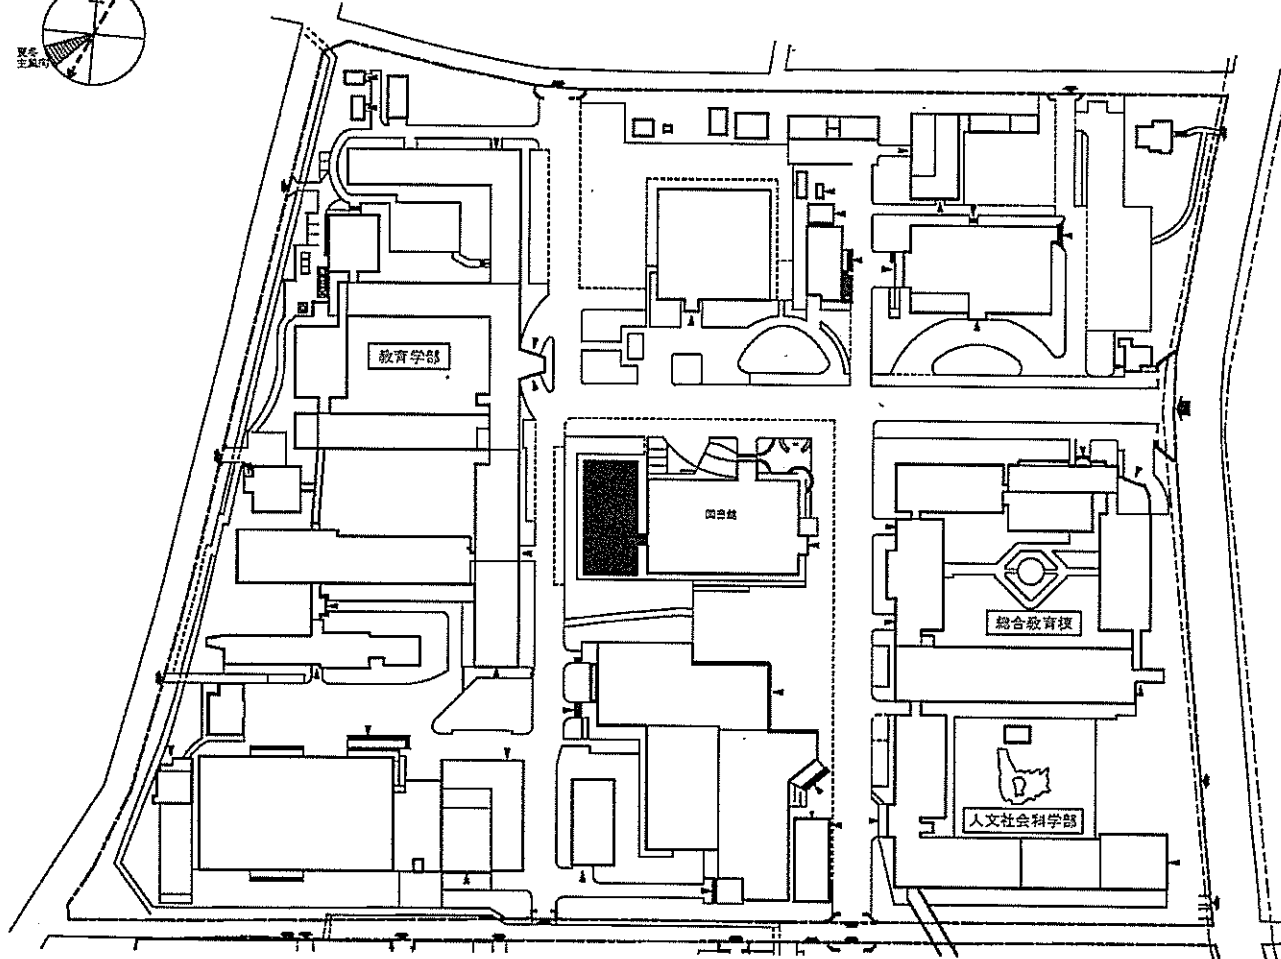 夏冬
主風向
教育学部
図書館
総合教育棟
人文社会科学部